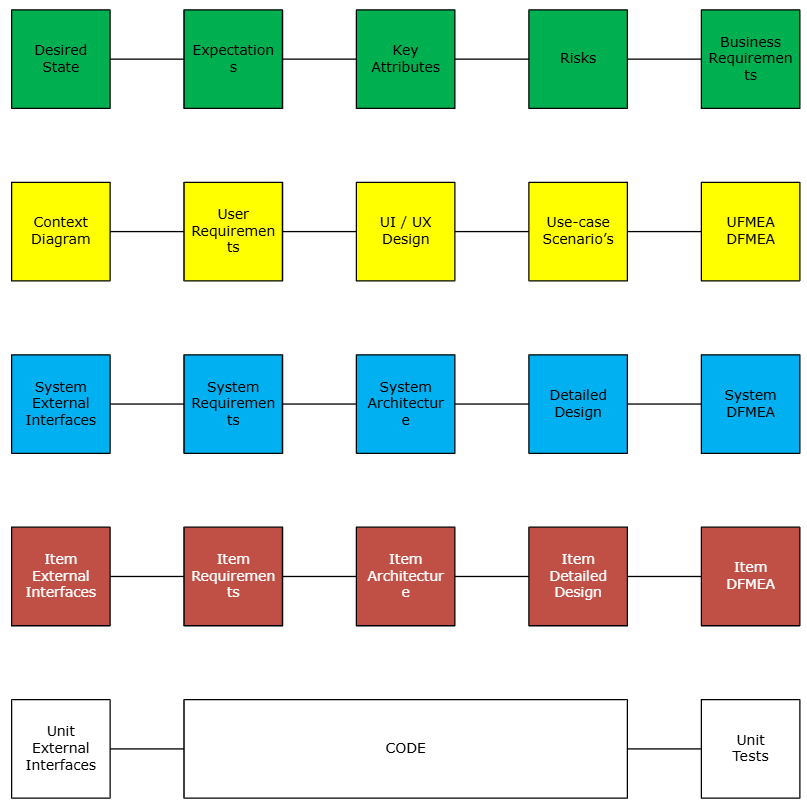 Desired
State
Expectation
s
Key
Attributes
Risks
Business
Requiremen
ts
Context
Diagram
User
Requiremen
ts
UI / UX
Design
Use-case
Scenario’s
UFMEA
DFMEA
System
External
Interfaces
System
Requiremen
ts
System
Architectur
e
Detailed
Design
System
DFMEA
Item
External
Interfaces
Item
Requiremen
ts
Item
Architectur
e
Item
Detailed
Design
Item
DFMEA
Unit
External
Interfaces
CODE
Unit
Tests